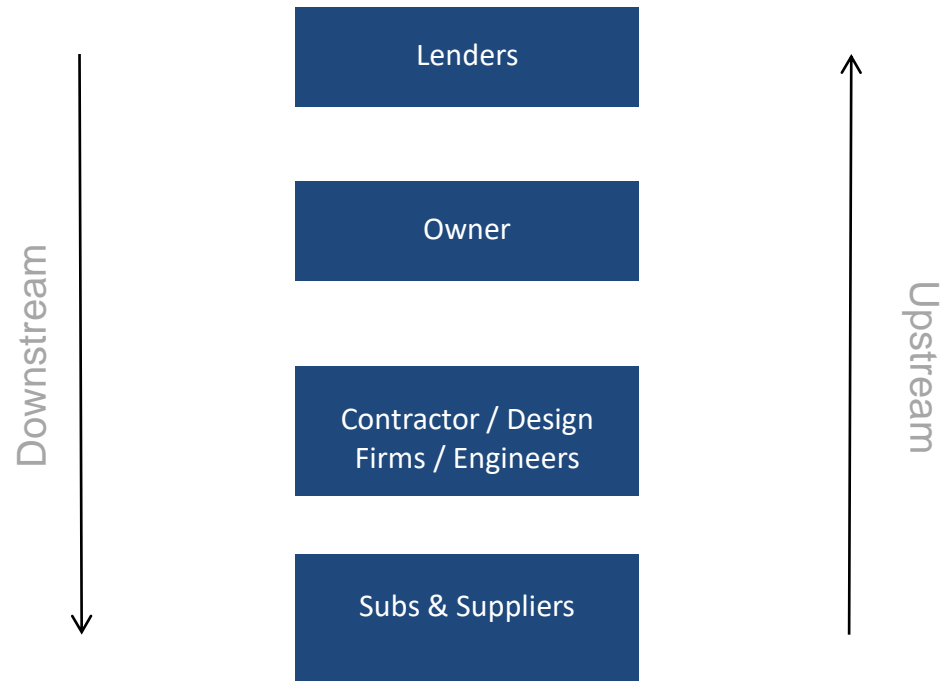 Lenders
Owner
Downstream
Upstream
Contractor / Design
Firms / Engineers
Subs & Suppliers